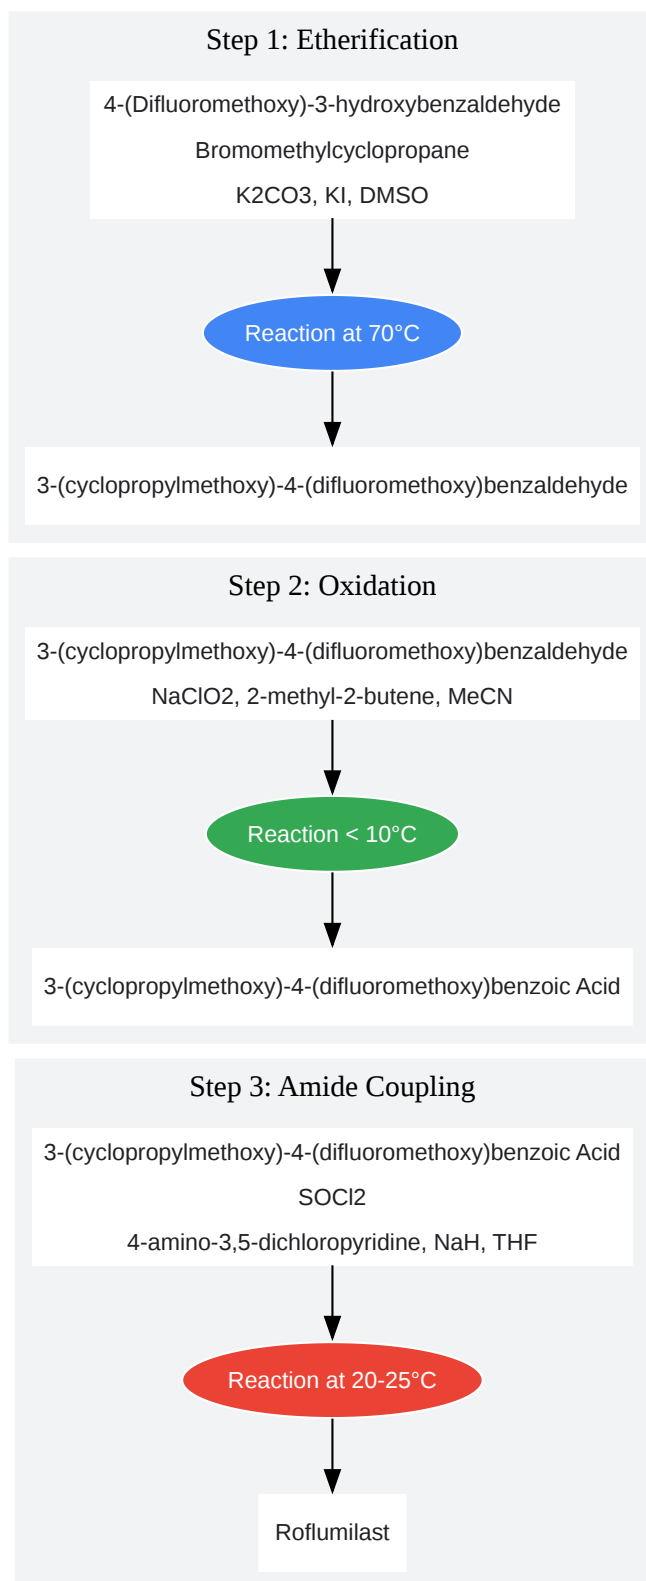 Step 1: Etherification
4-(Difluoromethoxy)-3-hydroxybenzaldehyde
Bromomethylcyclopropane
K2CO3, KI, DMSO
Reaction at 70°C
3-(cyclopropylmethoxy)-4-(difluoromethoxy)benzaldehyde
Step 2: Oxidation
3-(cyclopropylmethoxy)-4-(difluoromethoxy)benzaldehyde
NaClO2, 2-methyl-2-butene, MeCN
Reaction < 10°C
3-(cyclopropylmethoxy)-4-(difluoromethoxy)benzoic Acid
Step 3: Amide Coupling
3-(cyclopropylmethoxy)-4-(difluoromethoxy)benzoic Acid
SOCl2
4-amino-3,5-dichloropyridine, NaH, THF
Reaction at 20-25°C
Roflumilast